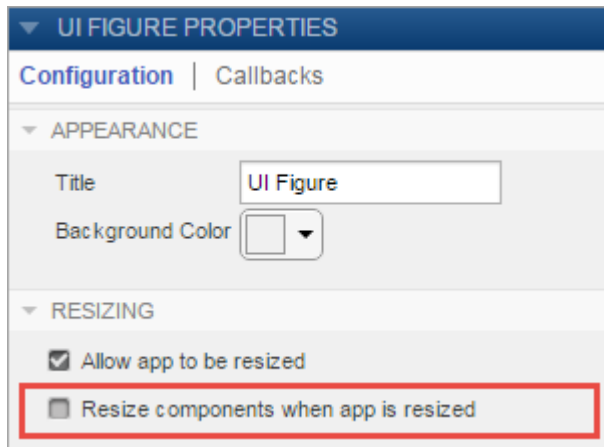 UI FIGURE PROPERTIES
Configuration | Callbacks
APPEARANCE
Title UI Figure
Background Color
RESIZING
Allow app to be resized
Resize components when app is resized